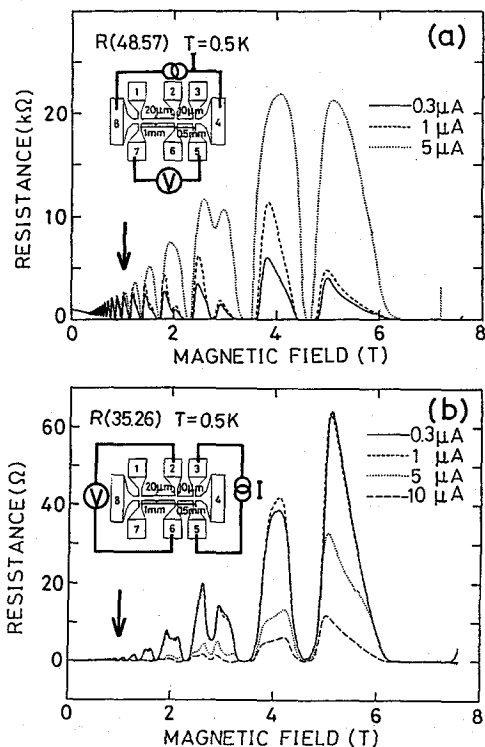 (a)
R(48.57) T=0.5K
I
1 2 3
20μm 10μm
8 4
1mm 0.5mm
7 6 5
V
0.3μA
1 μA
5 μA
RESISTANCE(kΩ)
20
10
0
0 2 4 6 8
MAGNETIC FIELD (T)
(b)
R(35.26) T=0.5K
1 2 3
20μm 10μm
V 8 4 I
1mm 0.5mm
7 6 5
0.3μA
1 μA
5 μA
10 μA
RESISTANCE(Ω)
60
40
20
0
0 2 4 6 8
MAGNETIC FIELD (T)